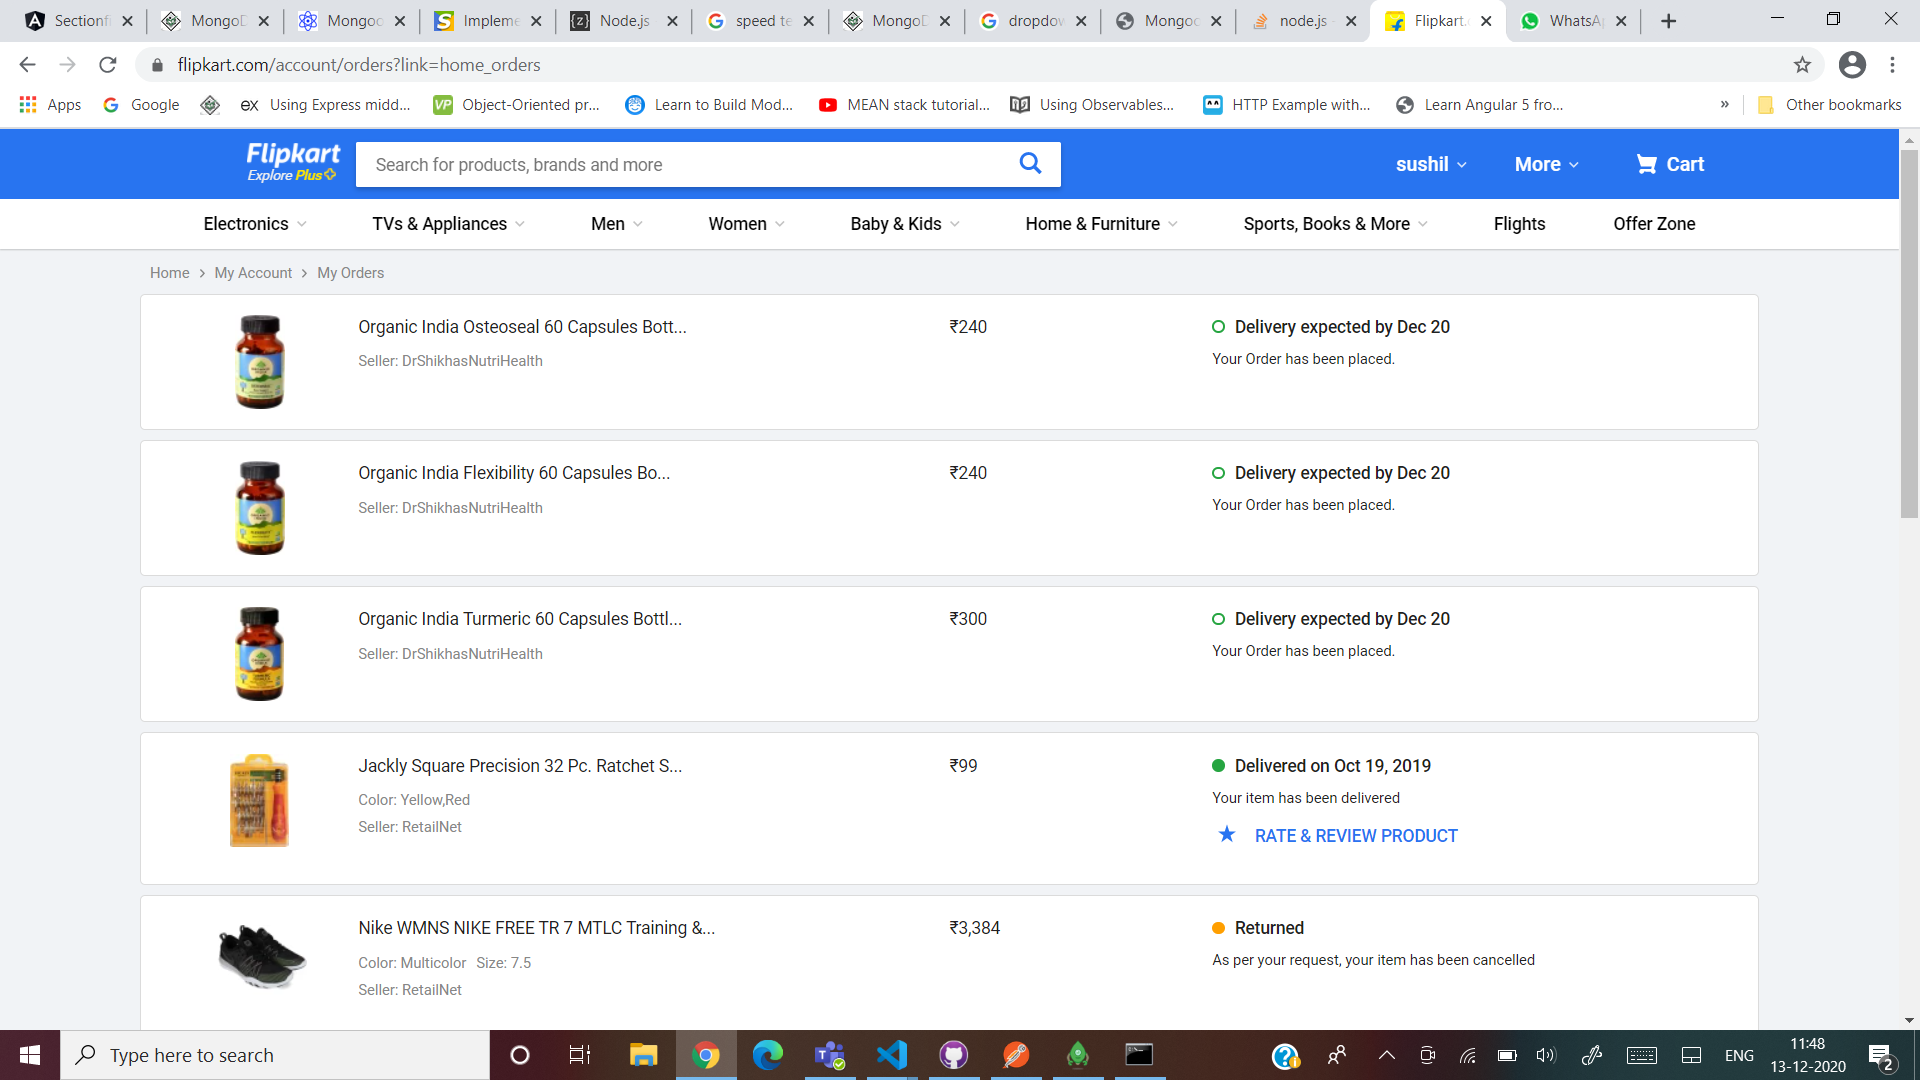 Sectionfi
MongoD
Mongoo
Impleme
Node.js
speed te
MongoD
dropdow
Mongoc
node.js
Flipkart.
WhatsAp
flipkart.com/account/orders?link=home_orders
Apps
Google
ex Using Express midd...
VP Object-Oriented pr...
Learn to Build Mod...
MEAN stack tutorial...
Using Observables...
HTTP Example with...
Learn Angular 5 fro...
»
Other bookmarks
Flipkart
Explore Plus
Search for products, brands and more
sushil
More
Cart
Electronics
TVs & Appliances
Men
Women
Baby & Kids
Home & Furniture
Sports, Books & More
Flights
Offer Zone
Home > My Account > My Orders
Organic India Osteoseal 60 Capsules Bott...
₹240
Delivery expected by Dec 20
Seller: DrShikhasNutriHealth
Your Order has been placed.
Organic India Flexibility 60 Capsules Bo...
₹240
Delivery expected by Dec 20
Seller: DrShikhasNutriHealth
Your Order has been placed.
Organic India Turmeric 60 Capsules Bottl...
₹300
Delivery expected by Dec 20
Seller: DrShikhasNutriHealth
Your Order has been placed.
Jackly Square Precision 32 Pc. Ratchet S...
₹99
Delivered on Oct 19, 2019
Color: Yellow,Red
Your item has been delivered
Seller: RetailNet
RATE & REVIEW PRODUCT
Nike WMNS NIKE FREE TR 7 MTLC Training &...
₹3,384
Returned
Color: Multicolor Size: 7.5
As per your request, your item has been cancelled
Seller: RetailNet
Type here to search
ENG
11:48
13-12-2020
2